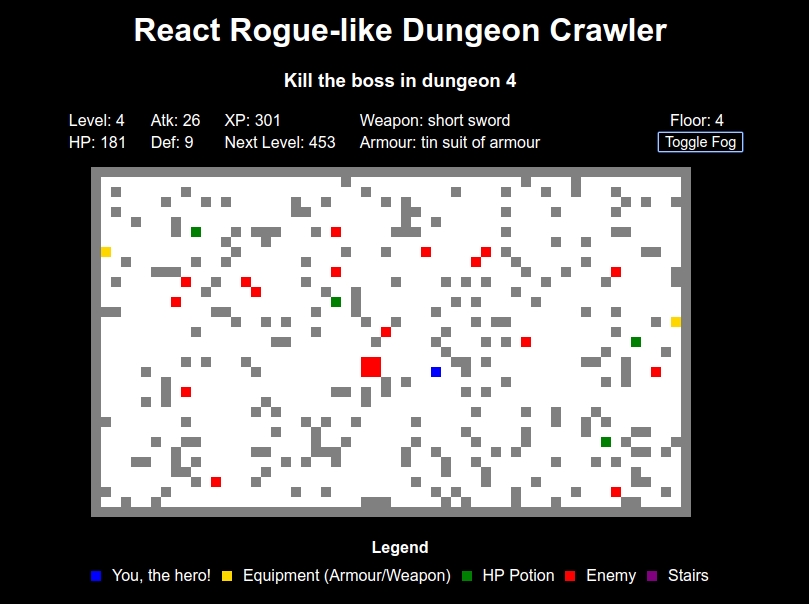 React Rogue-like Dungeon Crawler
Kill the boss in dungeon 4
Level: 4 Atk: 26 XP: 301 Weapon: short sword Floor: 4
HP: 181 Def: 9 Next Level: 453 Armour: tin suit of armour Toggle Fog
Legend
You, the hero! Equipment (Armour/Weapon) HP Potion Enemy Stairs